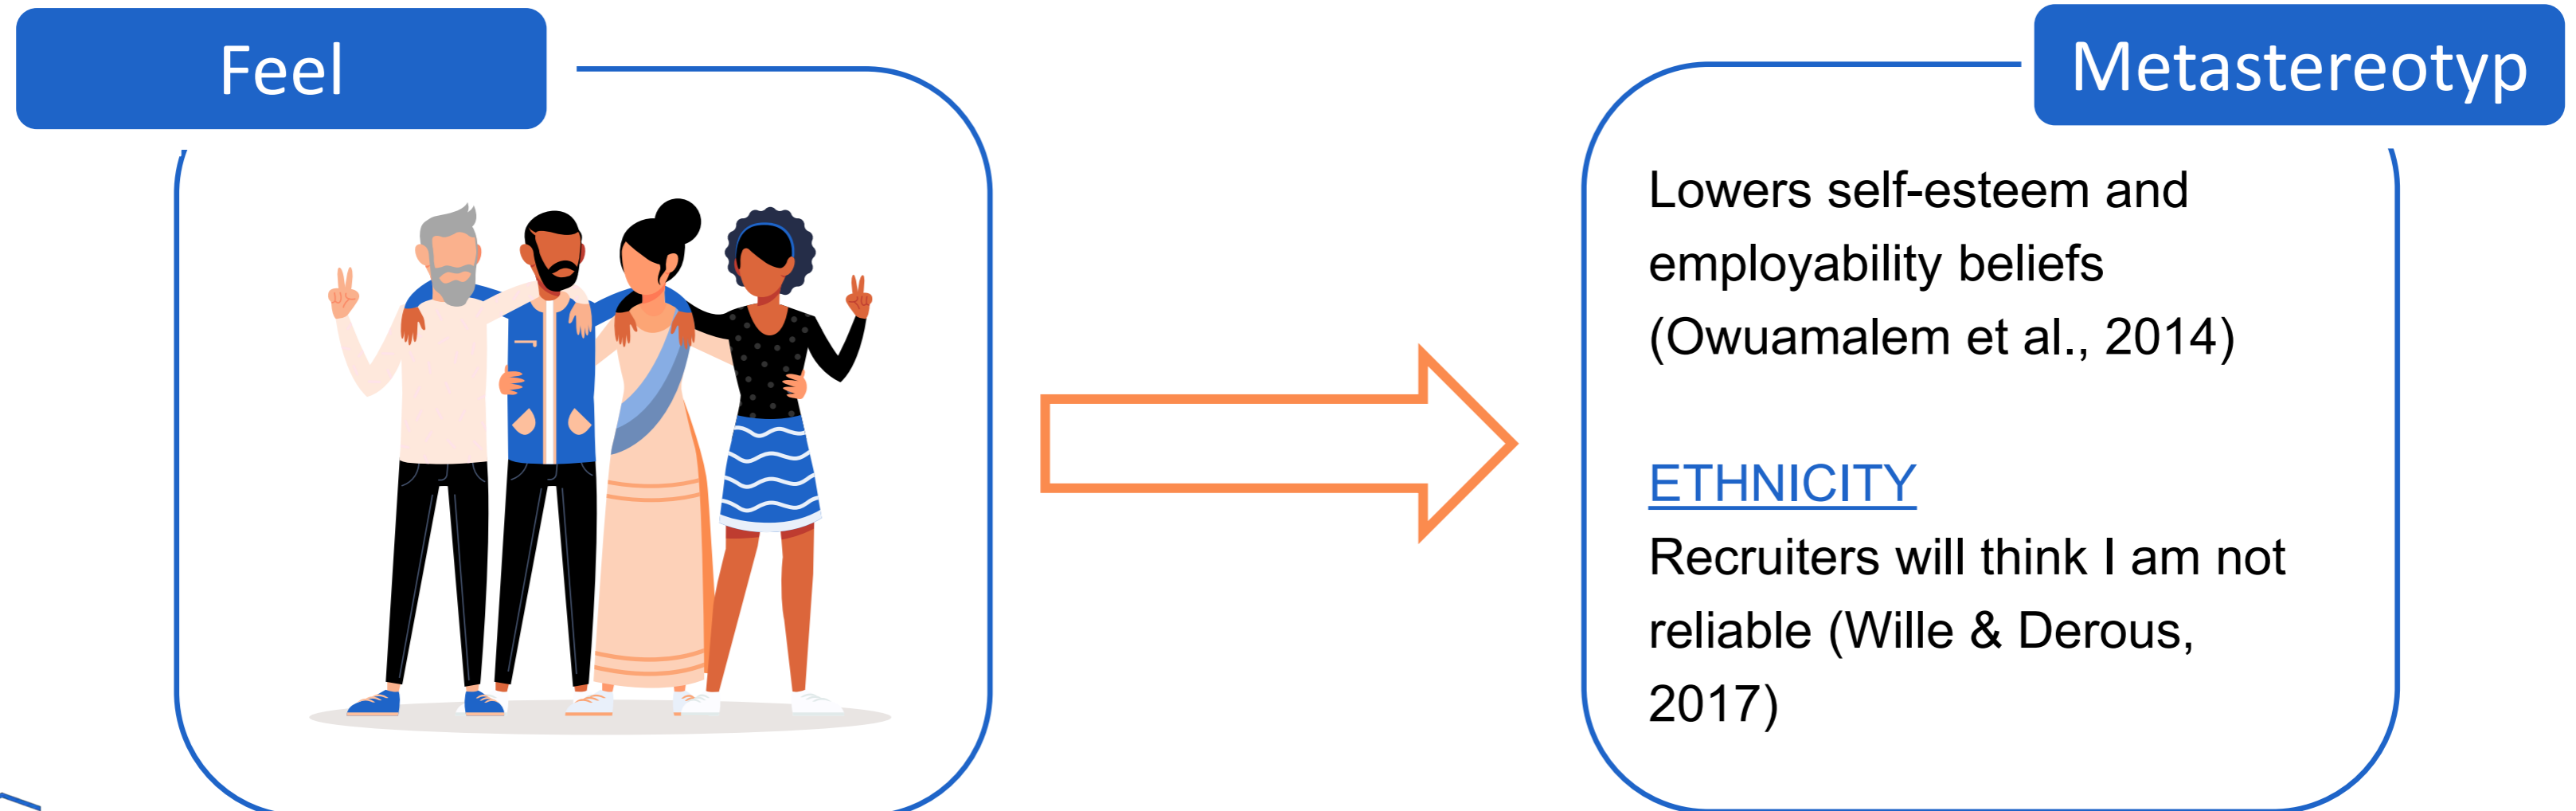 Feel
Metastereotyp
Lowers self-esteem and
employability beliefs
(Owuamalem et al., 2014)
ETHNICITY
Recruiters will think I am not
reliable (Wille & Derous,
2017)